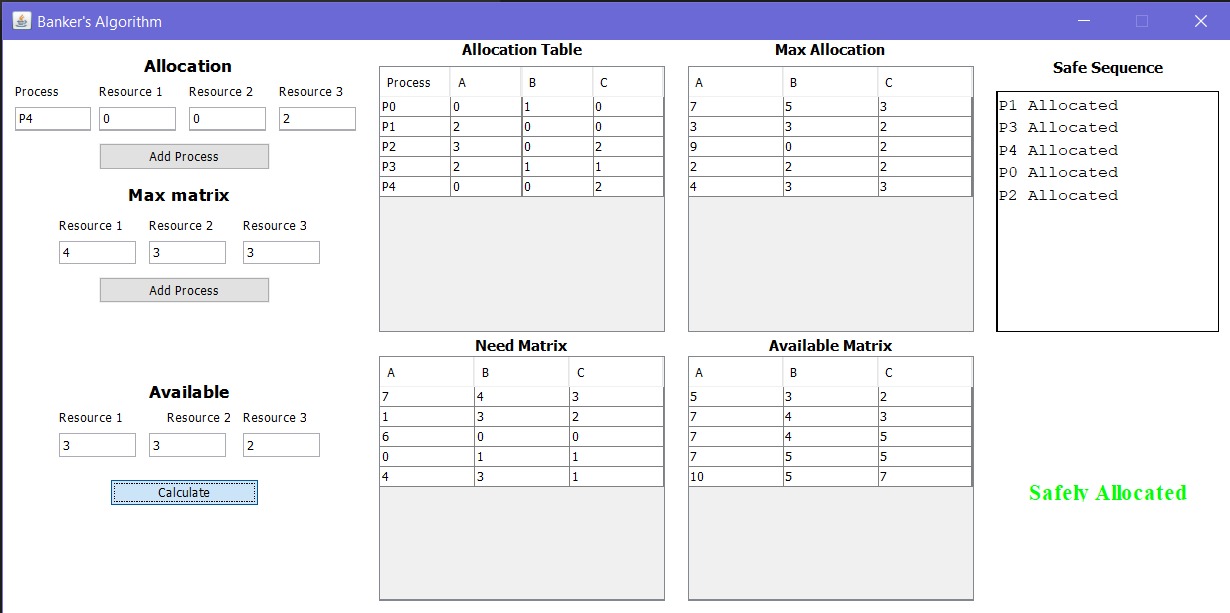 Banker's Algorithm
Allocation
Process Resource 1 Resource 2 Resource 3
P4 0 0 2
Add Process
Max matrix
Resource 1 Resource 2 Resource 3
4 3 3
Add Process
Available
Resource 1 Resource 2 Resource 3
3 3 2
Calculate
Allocation Table
Process A B C
P0 0 1 0
P1 2 0 0
P2 3 0 2
P3 2 1 1
P4 0 0 2
Max Allocation
A B C
7 5 3
3 3 2
9 0 2
2 2 2
4 3 3
Need Matrix
A B C
7 4 3
1 3 2
6 0 0
0 1 1
4 3 1
Available Matrix
A B C
5 3 2
7 4 3
7 4 5
7 5 5
10 5 7
Safe Sequence
P1 Allocated
P3 Allocated
P4 Allocated
P0 Allocated
P2 Allocated
Safely Allocated